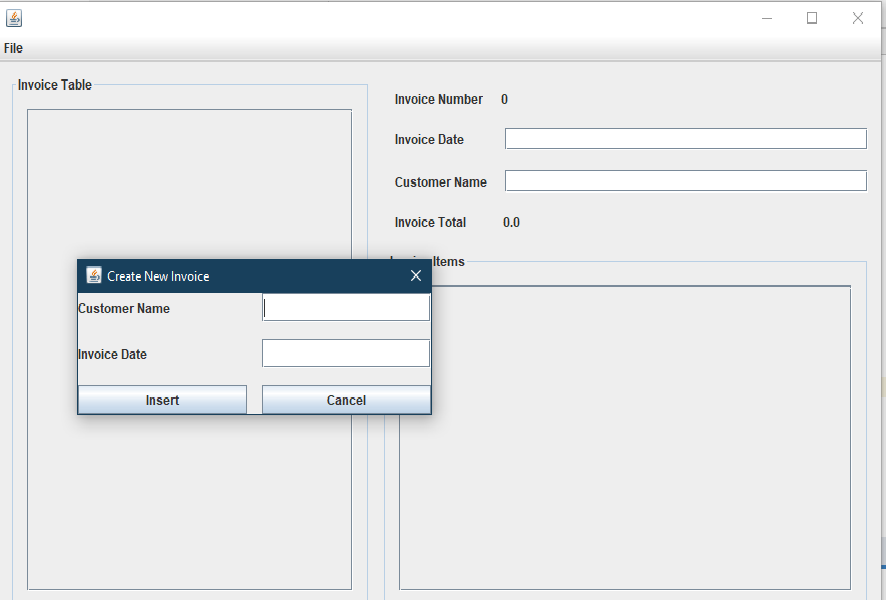 File
Invoice Table
Invoice Number 0
Invoice Date
Customer Name
Invoice Total 0.0
Items
Create New Invoice
Customer Name
Invoice Date
Insert Cancel